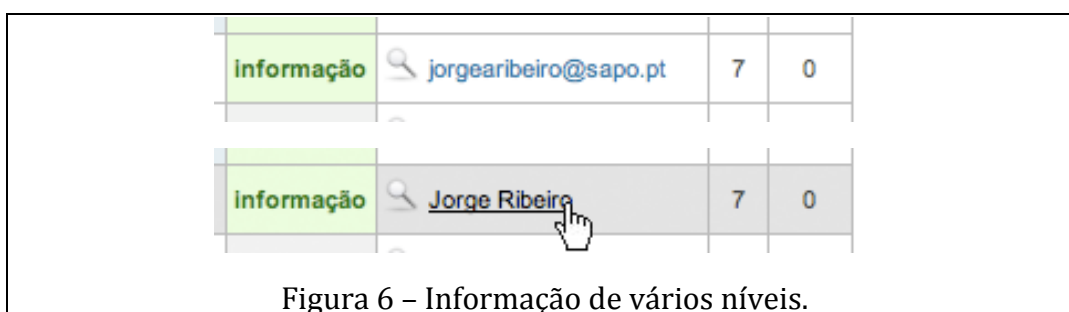 informação jorgearibeiro@sapo.pt 7 0
informação Jorge Ribeiro 7 0
Figura 6 – Informação de vários níveis.